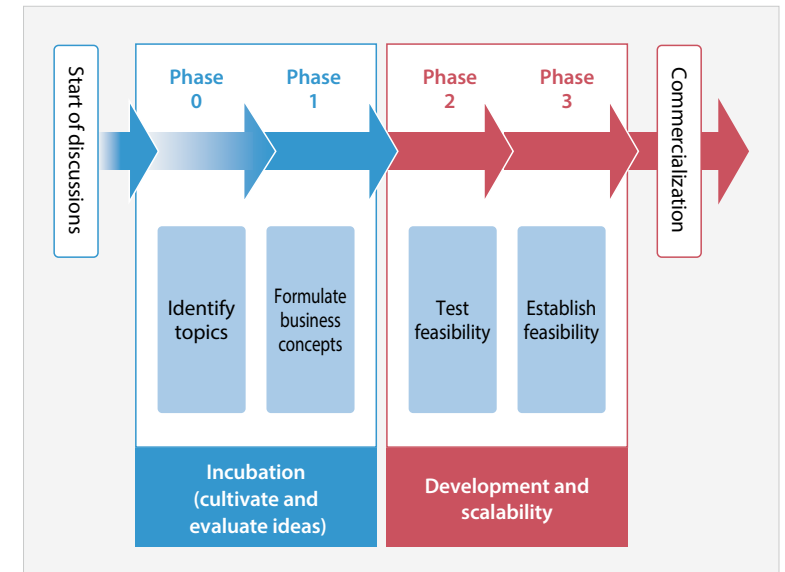 Start of discussions
Phase
0
Phase
1
Phase
2
Phase
3
Commercialization
Identify
topics
Formulate
business
concepts
Test
feasibility
Establish
feasibility
Incubation
(cultivate and
evaluate ideas)
Development and
scalability